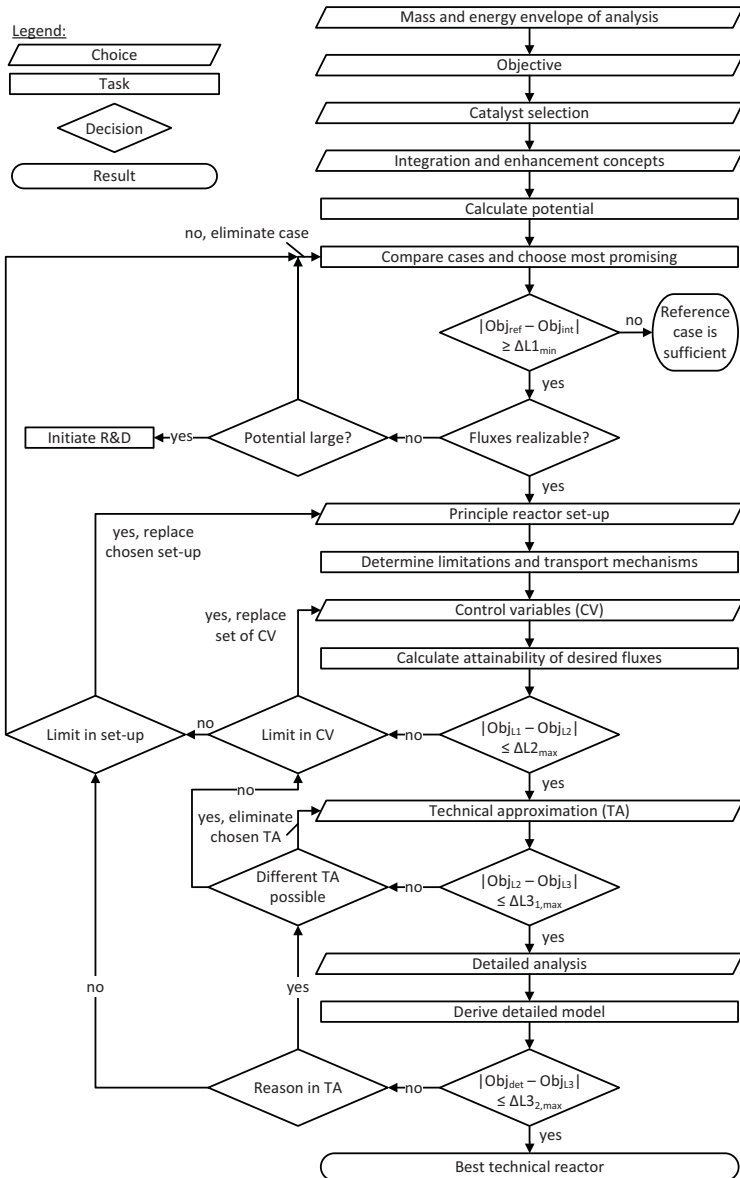 Legend:
Choice
Task
Decision
Result
Mass and energy envelope of analysis
Objective
Catalyst selection
Integration and enhancement concepts
Calculate potential
no, eliminate case
Compare cases and choose most promising
|Obj_ref – Obj_int|
≥ ΔL1_min
no
Reference
case is
sufficient
yes
Initiate R&D
yes
Potential large?
no
Fluxes realizable?
yes
yes, replace
chosen set-up
Principle reactor set-up
Determine limitations and transport mechanisms
yes, replace
set of CV
Control variables (CV)
Calculate attainability of desired fluxes
Limit in set-up
no
Limit in CV
no
|Obj_L1 – Obj_L2|
≤ ΔL2_max
yes
no
yes, eliminate
chosen TA
Technical approximation (TA)
Different TA
possible
no
|Obj_L2 – Obj_L3|
≤ ΔL3_1,max
yes
Detailed analysis
no
yes
Derive detailed model
Reason in TA
no
|Obj_det – Obj_L3|
≤ ΔL3_2,max
yes
Best technical reactor